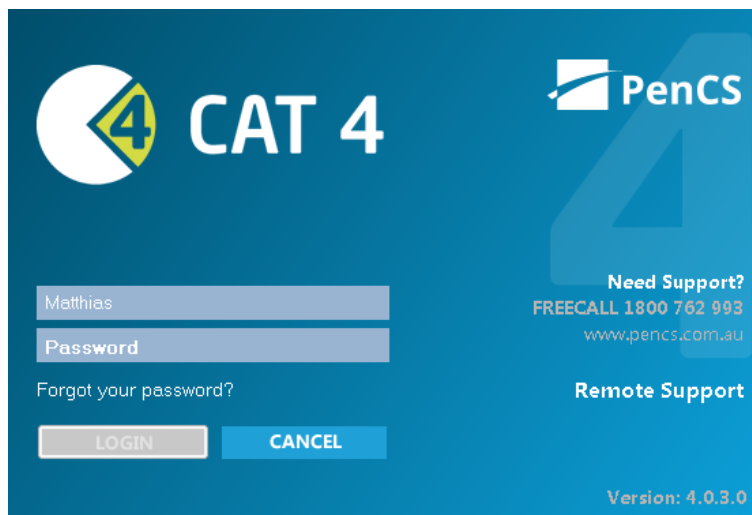 4 CAT 4
PenCS
Matthias
Password
Forgot your password?
LOGIN
CANCEL
Need Support?
FREECALL 1800 762 993
www.pencs.com.au
Remote Support
Version: 4.0.3.0